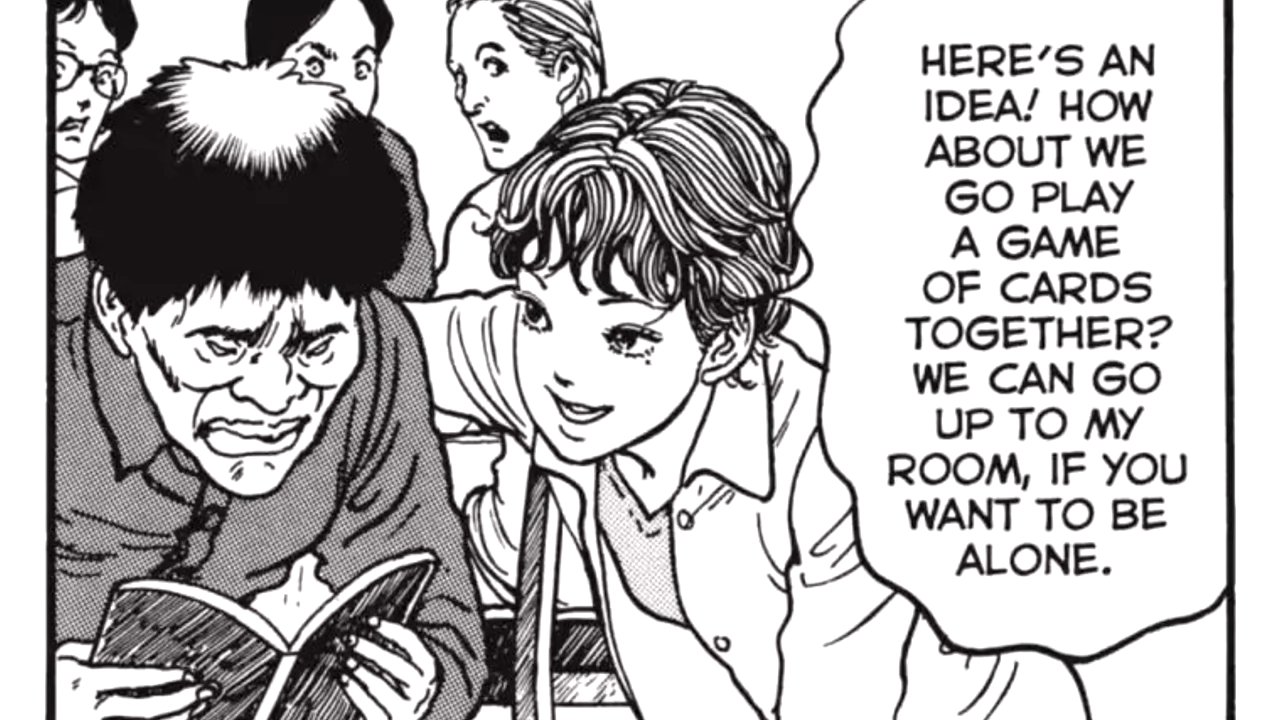 HERE'S AN
IDEA! HOW
ABOUT WE
GO PLAY
A GAME
OF CARDS
TOGETHER?
WE CAN GO
UP TO MY
ROOM, IF YOU
WANT TO BE
ALONE.